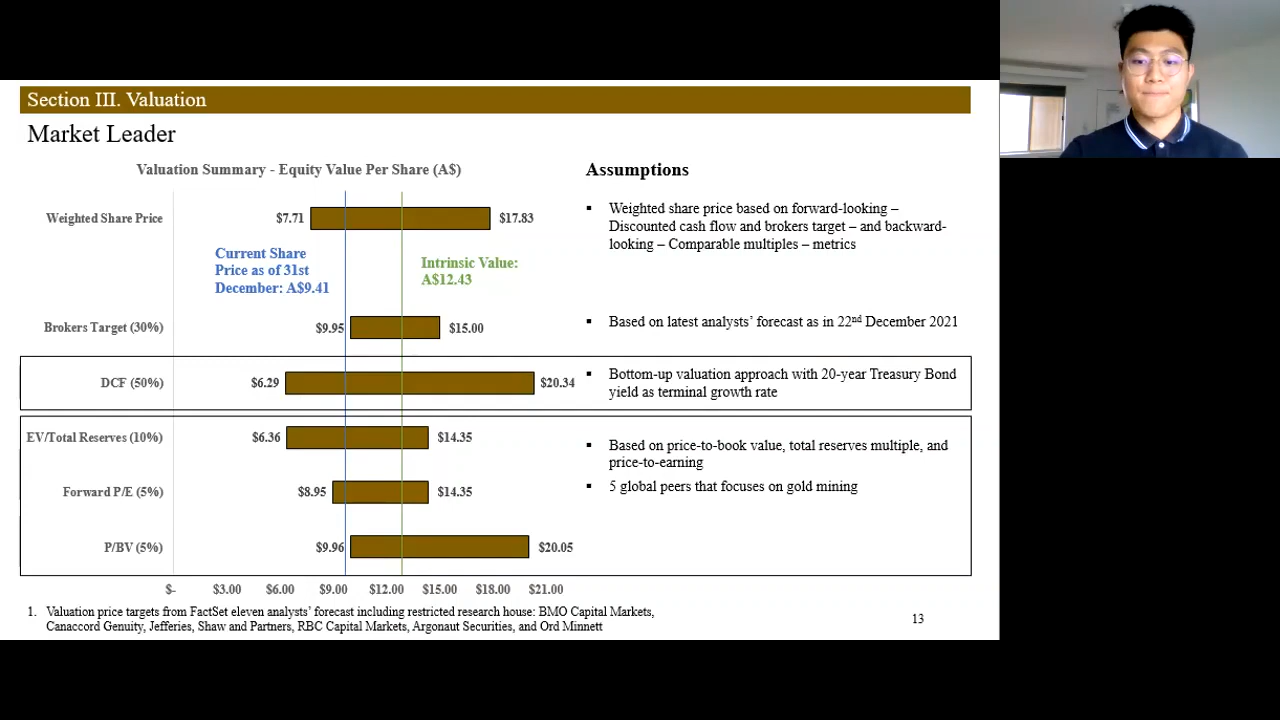 Section III. Valuation
Market Leader
Valuation Summary - Equity Value Per Share (A$)
Weighted Share Price
$7.71
$17.83
Current Share
Price as of 31st
December: A$9.41
Intrinsic Value:
A$12.43
Brokers Target (30%)
$9.95
$15.00
DCF (50%)
$6.29
$20.34
EV/Total Reserves (10%)
$6.36
$14.35
Forward P/E (5%)
$8.95
$14.35
P/BV (5%)
$9.96
$20.05
$-
$3.00
$6.00
$9.00
$12.00
$15.00
$18.00
$21.00
Assumptions
▪ Weighted share price based on forward-looking –
Discounted cash flow and brokers target – and backward-
looking – Comparable multiples – metrics
▪ Based on latest analysts’ forecast as in 22nd December 2021
▪ Bottom-up valuation approach with 20-year Treasury Bond
yield as terminal growth rate
▪ Based on price-to-book value, total reserves multiple, and
price-to-earning
▪ 5 global peers that focuses on gold mining
1. Valuation price targets from FactSet eleven analysts’ forecast including restricted research house: BMO Capital Markets,
Canaccord Genuity, Jefferies, Shaw and Partners, RBC Capital Markets, Argonaut Securities, and Ord Minnett
13